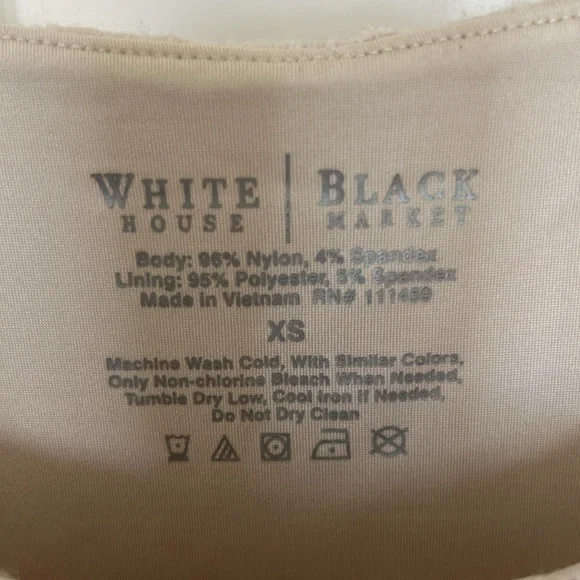 WHITE | BLACK
HOUSE | MARKET
Body: 96% Nylon, 4% Spandex
Lining: 95% Polyester, 5% Spandex
Made in Vietnam RN# 111459
XS
Machine Wash Cold, With Similar Colors,
Only Non-chlorine Bleach When Needed,
Tumble Dry Low, Cool Iron if Needed,
Do Not Dry Clean